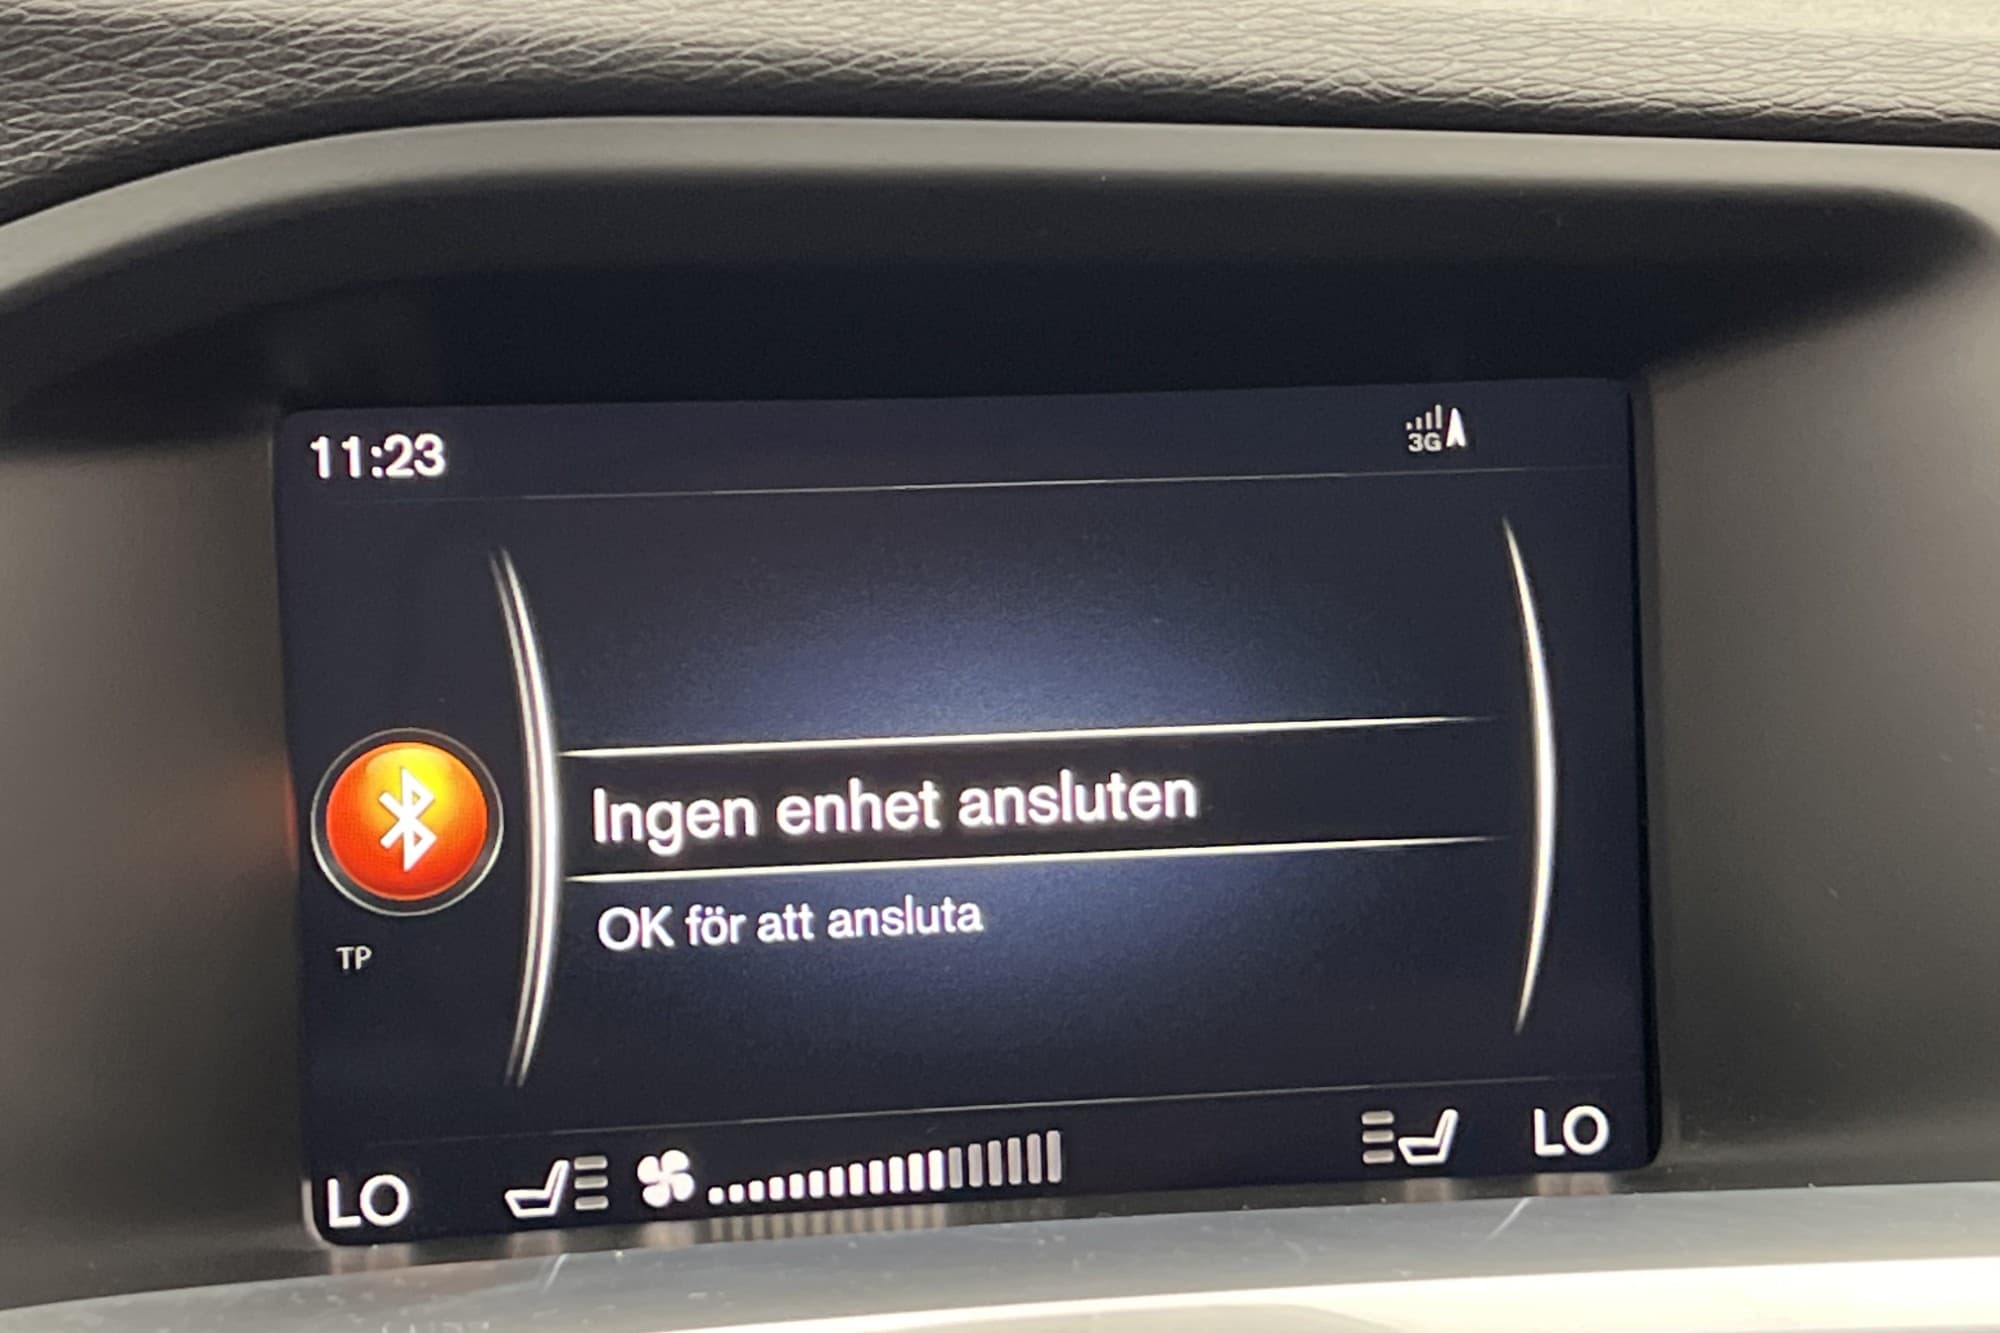 11:23
3G
Ingen enhet ansluten
OK för att ansluta
TP
LO
LO